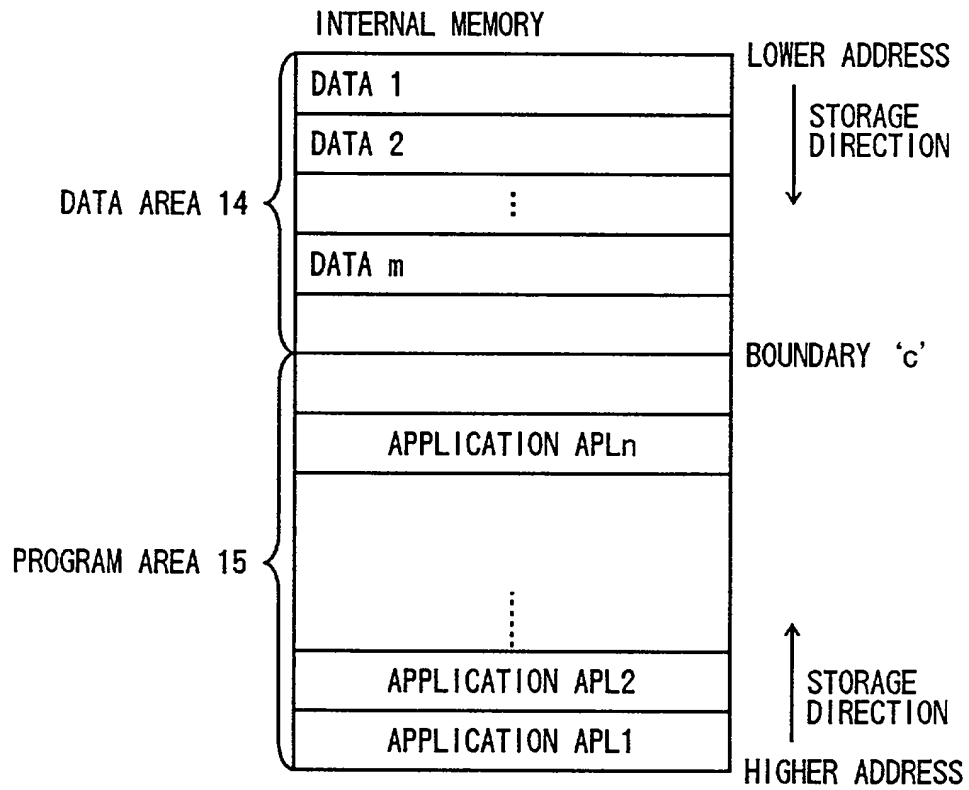 INTERNAL MEMORY
LOWER ADDRESS
DATA 1
STORAGE
DIRECTION
DATA 2
DATA AREA 14
⋮
DATA m
BOUNDARY ‘c’
APPLICATION APLn
PROGRAM AREA 15
APPLICATION APL2
STORAGE
DIRECTION
APPLICATION APL1
HIGHER ADDRESS